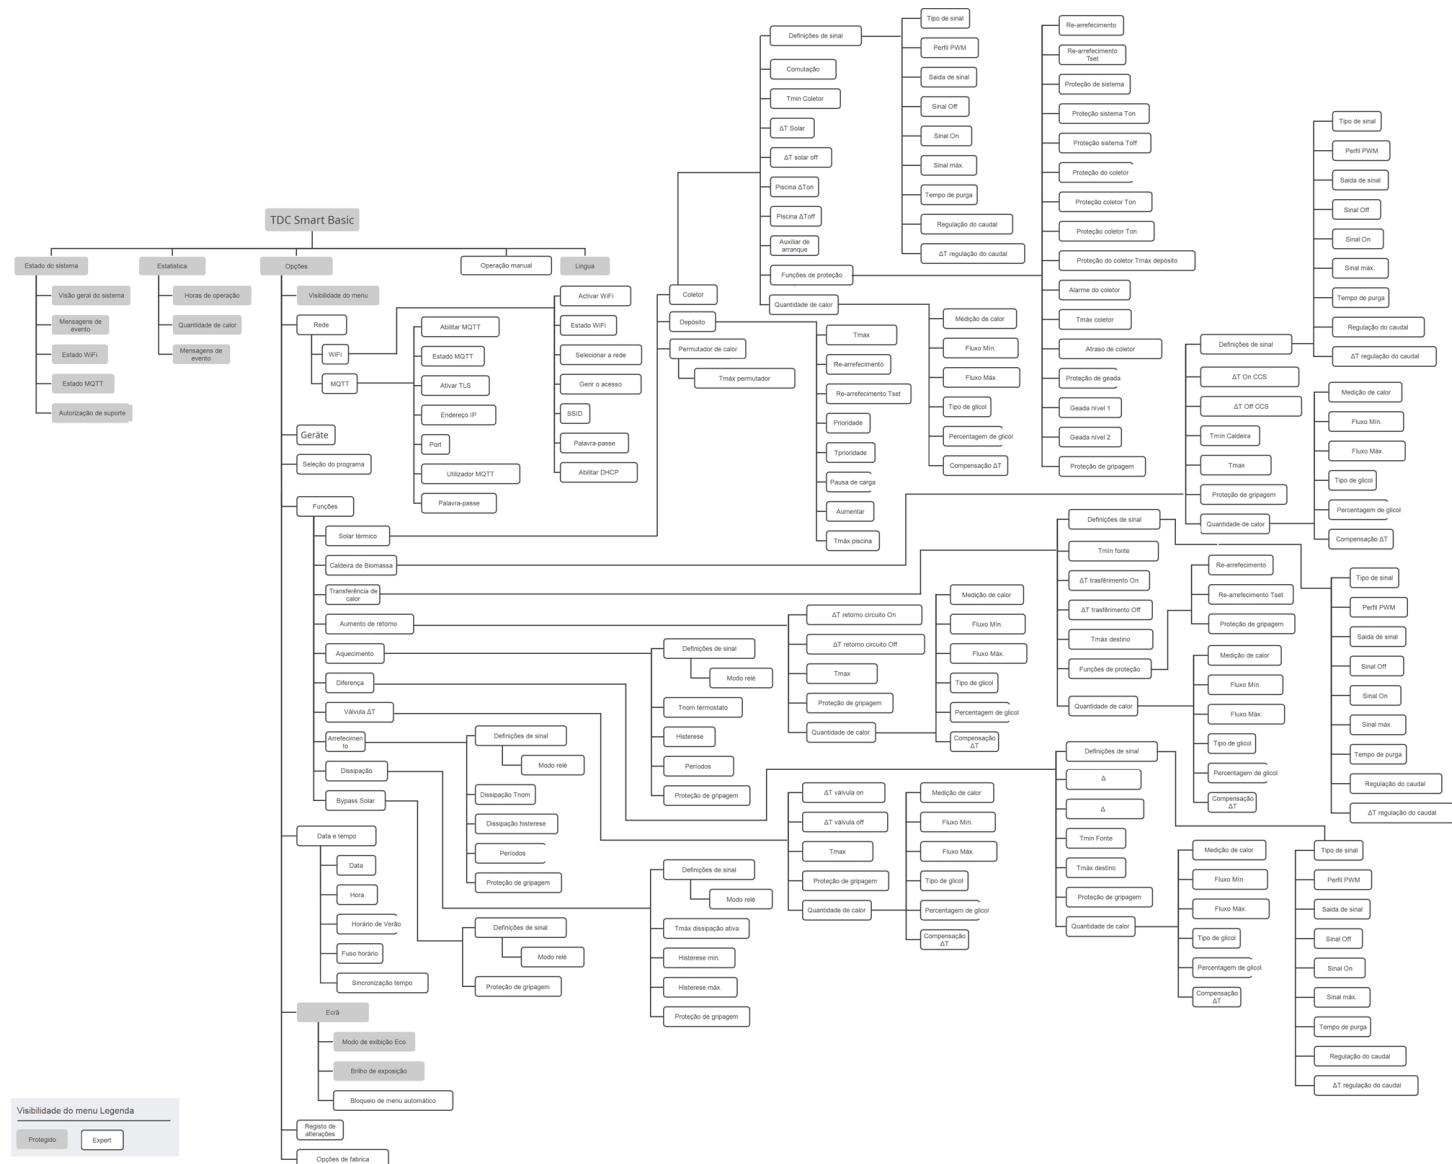 TDC Smart Basic
Estado do sistema
Visão geral do sistema
Mensagens de
evento
Estado WiFi
Estado MQTT
Autorização de suporte
Estatística
Horas de operação
Quantidade de calor
Mensagens de
evento
Opções
Visibilidade do menu
Rede
WiFi
MQTT
Abilitar MQTT
Estado MQTT
Ativar TLS
Endereço IP
Port
Utilizador MQTT
Palavra-passe
Operação manual
Lingua
Activar WiFi
Estado WiFi
Selecionar a rede
Gerir o acesso
SSID
Palavra-passe
Abilitar DHCP
Geräte
Seleção do programa
Funções
Solar térmico
Caldeira de Biomassa
Transferência de
calor
Aumento de retorno
Aquecimento
Diferença
Válvula ΔT
Arrefecimen
to
Dissipação
Bypass Solar
Coletor
Depósito
Permutador de calor
Tmáx permutador
Definições de sinal
Comutação
Tmin Coletor
ΔT Solar
ΔT solar off
Piscina ΔTon
Piscina ΔToff
Auxiliar de
arranque
Funções de proteção
Quantidade de calor
Tipo de sinal
Perfil PWM
Saida de sinal
Sinal Off
Sinal On
Sinal máx.
Tempo de purga
Regulação do caudal
ΔT regulação do caudal
Re-arrefecimento
Re-arrefecimento
Tset
Proteção de sistema
Proteção sistema Ton
Proteção sistema Toff
Proteção do coletor
Proteção coletor Ton
Proteção coletor Ton
Proteção do coletor Tmáx depósito
Alarme do coletor
Tmáx coletor
Atraso de coletor
Proteção de geada
Geada nível 1
Geada nível 2
Proteção de gripagem
Medição de calor
Fluxo Mín.
Fluxo Máx.
Tipo de glicol
Percentagem de glicol
Compensação ΔT
Tmax
Re-arrefecimento
Re-arrefecimento Tset
Prioridade
Tprioridade
Pausa de carga
Aumentar
Tmáx piscina
Definições de sinal
ΔT On CCS
ΔT Off CCS
Tmín Caldeira
Tmax
Proteção de gripagem
Quantidade de calor
Tipo de sinal
Perfil PWM
Saida de sinal
Sinal Off
Sinal On
Sinal máx.
Tempo de purga
Regulação do caudal
ΔT regulação do caudal
Medição de calor
Fluxo Mín.
Fluxo Máx.
Tipo de glicol
Percentagem de glicol
Compensação ΔT
Definições de sinal
Tmín fonte
ΔT trasférimento On
ΔT trasférimento Off
Tmáx destino
Funções de proteção
Quantidade de calor
Re-arrefecimento
Re-arrefecimento Tset
Proteção de gripagem
Medição de calor
Fluxo Mín.
Fluxo Máx.
Tipo de glicol
Percentagem de glicol
Compensação
ΔT
Tipo de sinal
Perfil PWM
Saida de sinal
Sinal Off
Sinal On
Sinal máx.
Tempo de purga
Regulação do caudal
ΔT regulação do caudal
ΔT retorno circuito On
ΔT retorno circuito Off
Tmax
Proteção de gripagem
Quantidade de calor
Medição de calor
Fluxo Mín.
Fluxo Máx.
Tipo de glicol
Percentagem de glicol
Compensação
ΔT
Definições de sinal
Modo relé
Tnom termostato
Histerese
Períodos
Proteção de gripagem
Definições de sinal
Δ
Δ
Tmin Fonte
Tmáx destino
Proteção de gripagem
Quantidade de calor
Medição de calor
Fluxo Mín.
Fluxo Máx.
Tipo de glicol
Percentagem de glicol
Compensação
ΔT
Tipo de sinal
Perfil PWM
Saida de sinal
Sinal Off
Sinal On
Sinal máx.
Tempo de purga
Regulação do caudal
ΔT regulação do caudal
ΔT válvula on
ΔT válvula off
Tmax
Proteção de gripagem
Quantidade de calor
Medição de calor
Fluxo Mín.
Fluxo Máx.
Tipo de glicol
Percentagem de glicol
Compensação
ΔT
Definições de sinal
Modo relé
Dissipação Tnom
Dissipação histerese
Períodos
Proteção de gripagem
Definições de sinal
Modo relé
Tmáx dissipação ativa
Histerese mín.
Histerese máx.
Proteção de gripagem
Definições de sinal
Modo relé
Proteção de gripagem
Data e tempo
Data
Hora
Horário de Verão
Fuso horário
Sincronização tempo
Ecrã
Modo de exibição Eco
Brilho de exposição
Bloqueio de menu automático
Registo de
alterações
Opções de fabrica
Visibilidade do menu Legenda
Protegido
Expert